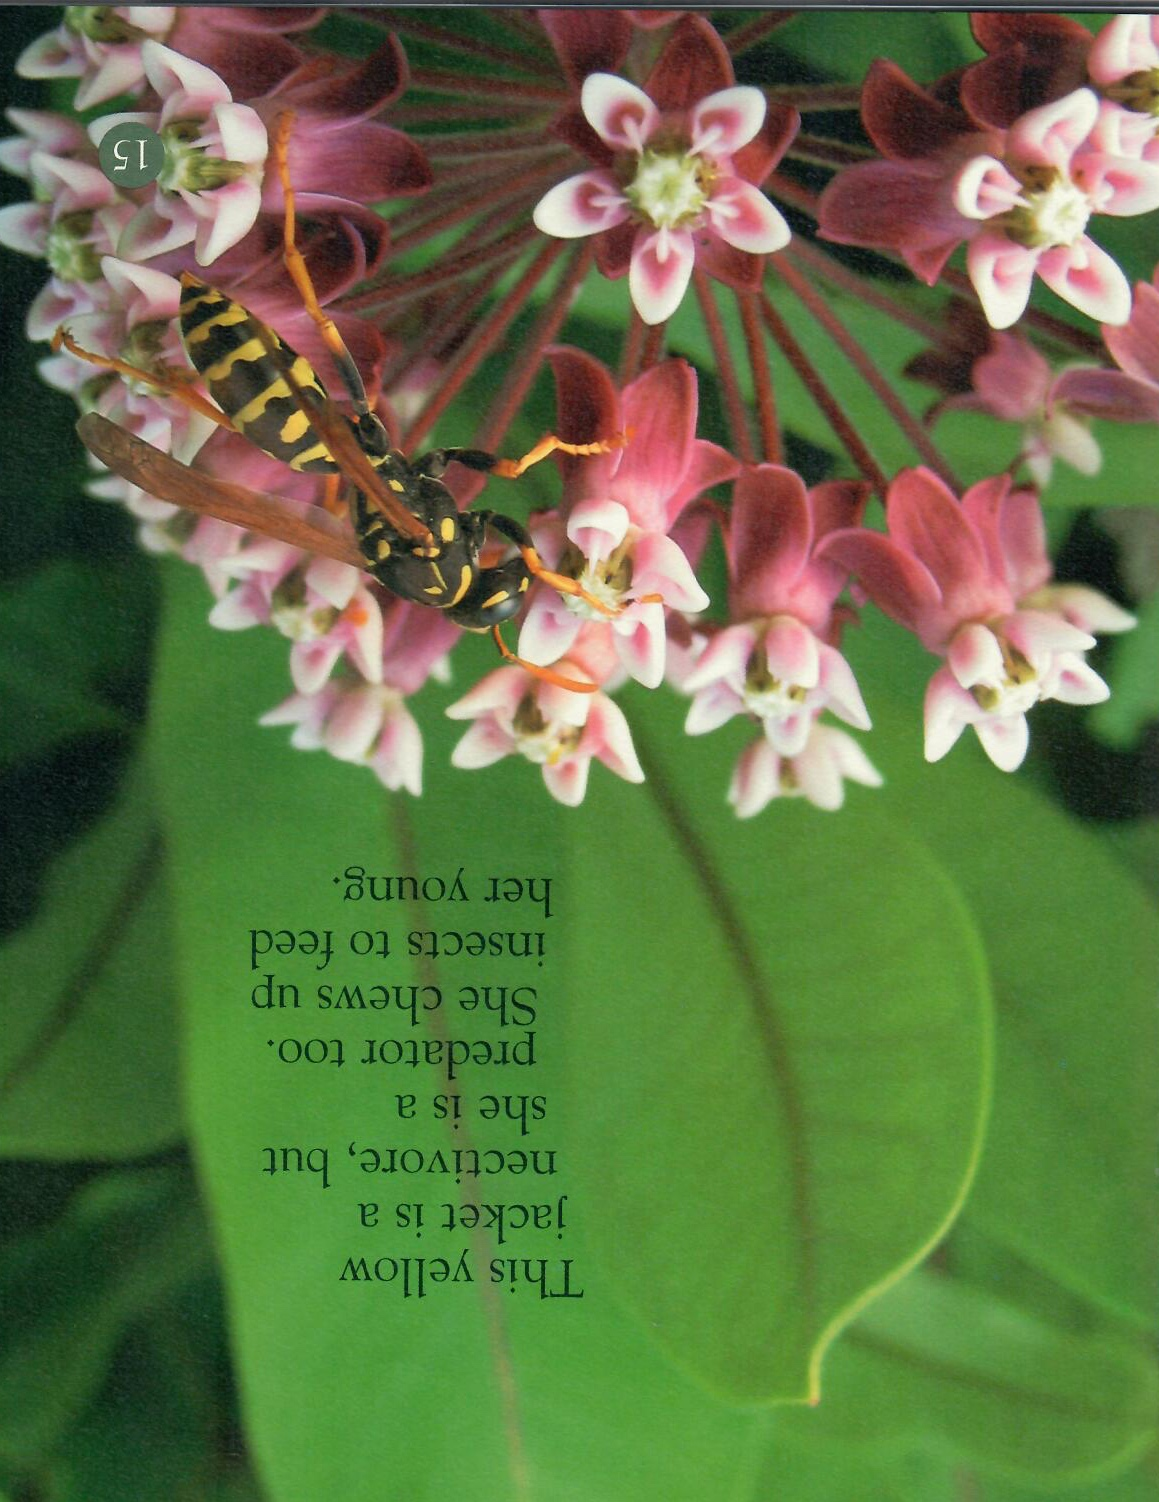 This yellow
jacket is a
nectivore, but
she is a
predator too.
She chews up
insects to feed
her young.
15